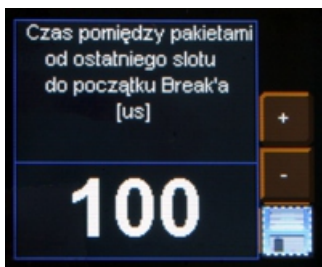 Czas pomiędzy pakietami
od ostatniego slotu
do początku Break'a
[us]
+
-
100